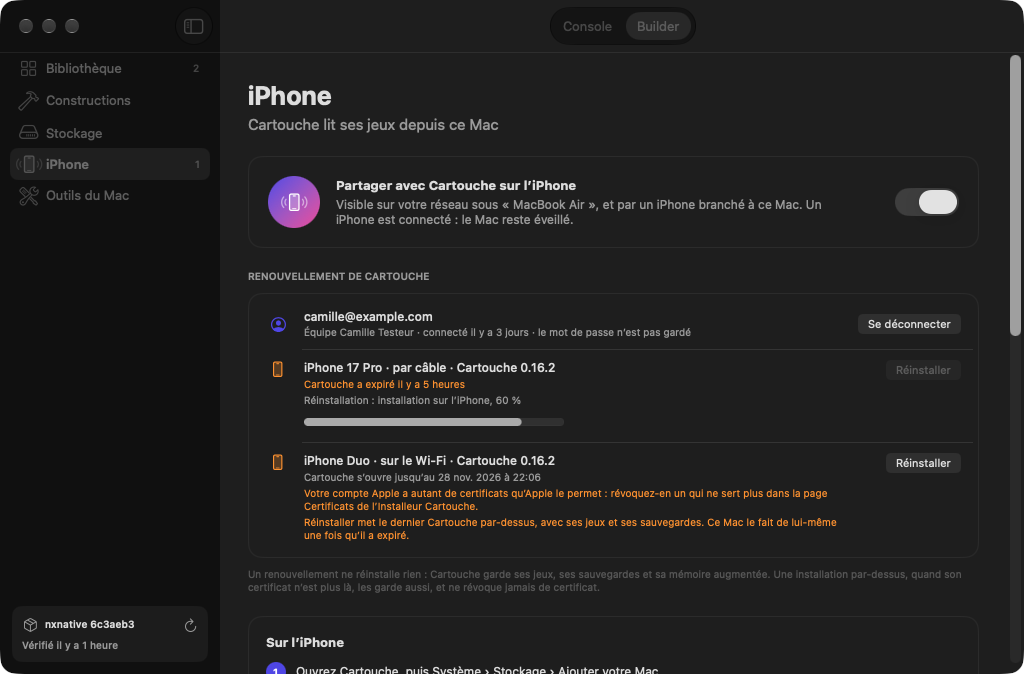 Console
Builder
Bibliothèque
2
Constructions
Stockage
iPhone
1
Outils du Mac
iPhone
Cartouche lit ses jeux depuis ce Mac
Partager avec Cartouche sur l’iPhone
Visible sur votre réseau sous « MacBook Air », et par un iPhone branché à ce Mac. Un
iPhone est connecté : le Mac reste éveillé.
RENOUVELLEMENT DE CARTOUCHE
camille@example.com
Équipe Camille Testeur · connecté il y a 3 jours · le mot de passe n’est pas gardé
Se déconnecter
iPhone 17 Pro · par câble · Cartouche 0.16.2
Cartouche a expiré il y a 5 heures
Réinstallation : installation sur l’iPhone, 60 %
Réinstaller
iPhone Duo · sur le Wi-Fi · Cartouche 0.16.2
Cartouche s’ouvre jusqu’au 28 nov. 2026 à 22:06
Votre compte Apple a autant de certificats qu’Apple le permet : révoquez-en un qui ne sert plus dans la page
Certificats de l’Installeur Cartouche.
Réinstaller met le dernier Cartouche par-dessus, avec ses jeux et ses sauvegardes. Ce Mac le fait de lui-même
une fois qu’il a expiré.
Réinstaller
Un renouvellement ne réinstalle rien : Cartouche garde ses jeux, ses sauvegardes et sa mémoire augmentée. Une installation par-dessus, quand son
certificat n’est plus là, les garde aussi, et ne révoque jamais de certificat.
Sur l’iPhone
1 Ouvrez Cartouche, puis Système › Stockage › Ajouter votre Mac
nxnative 6c3aeb3
Vérifié il y a 1 heure